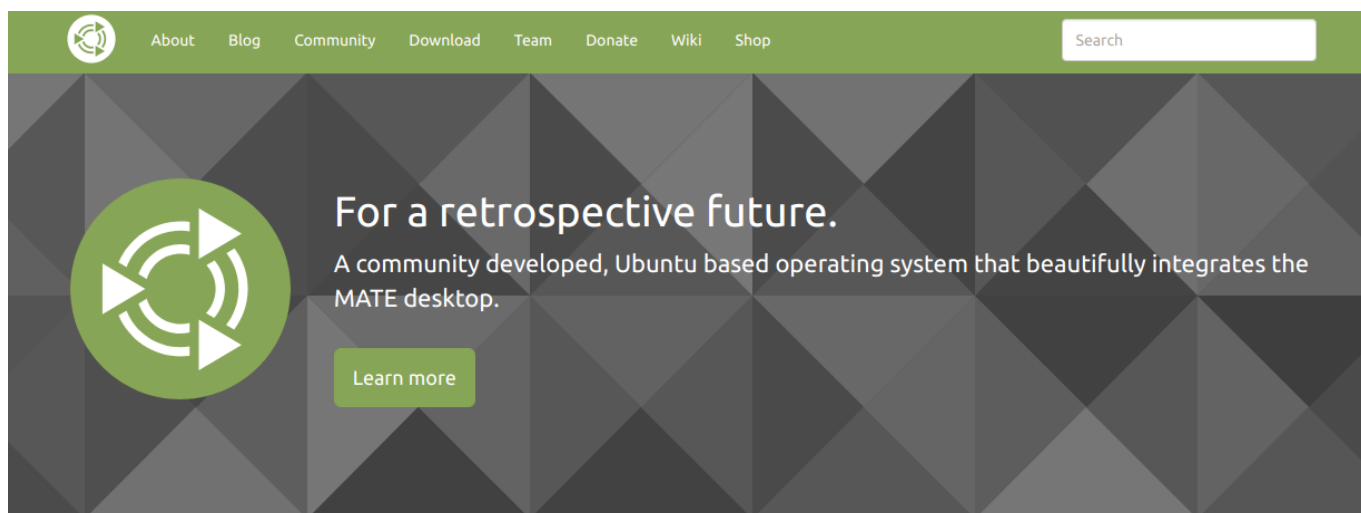 About Blog Community Download Team Donate Wiki Shop Search
For a retrospective future.
A community developed, Ubuntu based operating system that beautifully integrates the
MATE desktop.
Learn more